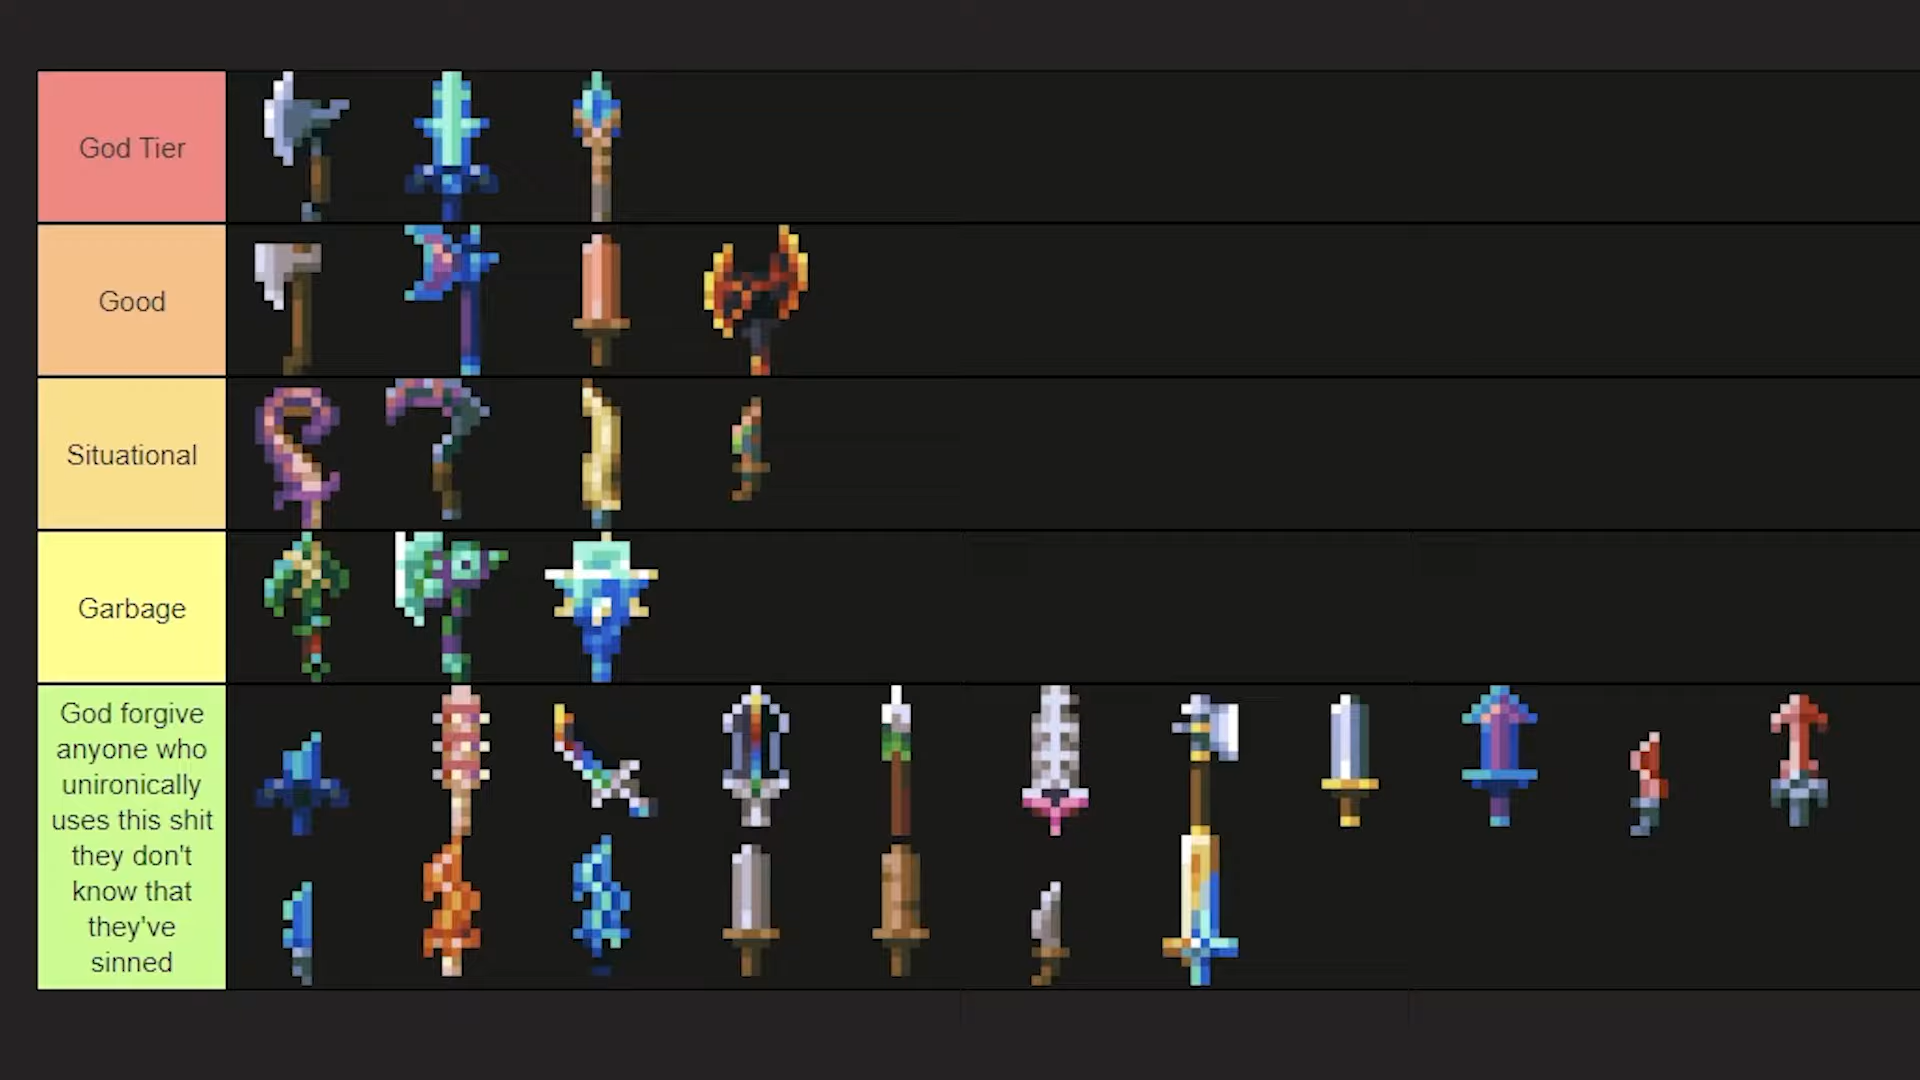 God Tier
Good
Situational
Garbage
God forgive
anyone who
unironically
uses this shit
they don't
know that
they've
sinned